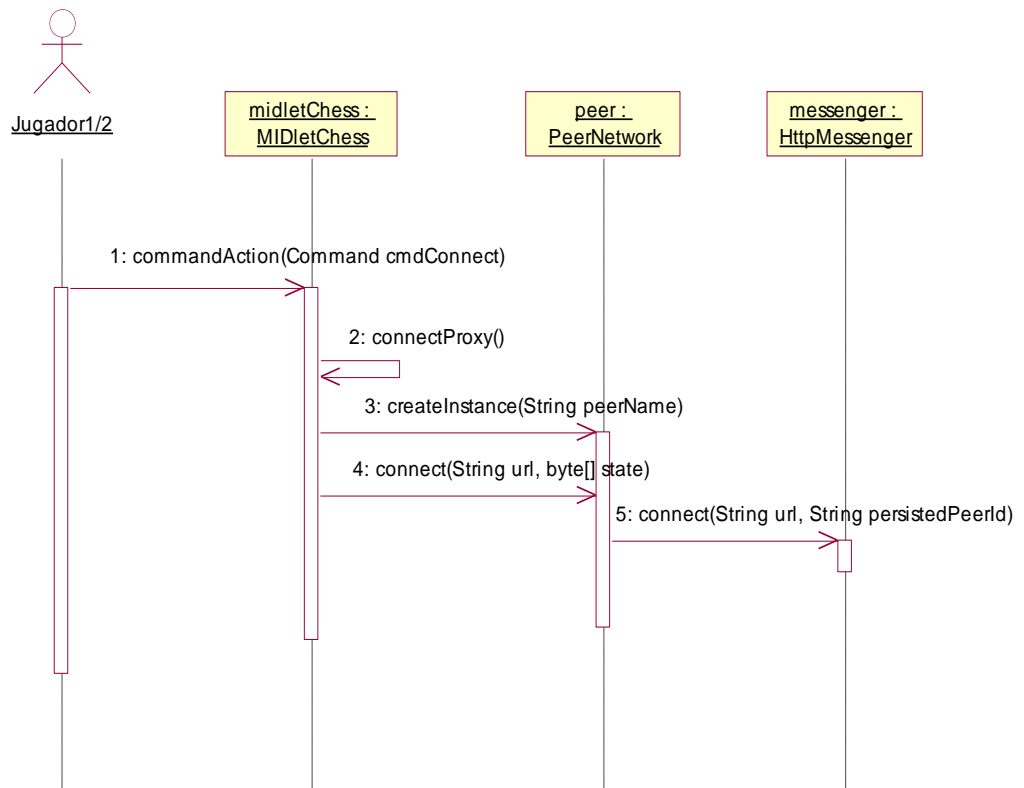 Jugador1/2
midletChess :
MIDletChess
peer :
PeerNetwork
messenger :
HttpMessenger
1: commandAction(Command cmdConnect)
2: connectProxy()
3: createInstance(String peerName)
4: connect(String url, byte[] state)
5: connect(String url, String persistedPeerId)